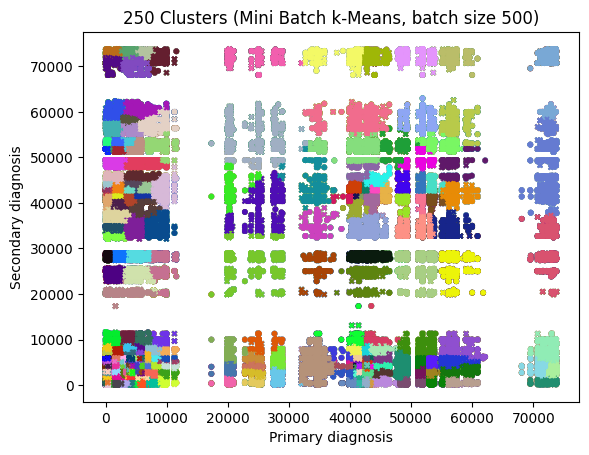 250 Clusters (Mini Batch k-Means, batch size 500)
Secondary diagnosis
70000
60000
50000
40000
30000
20000
10000
0
0 10000 20000 30000 40000 50000 60000 70000
Primary diagnosis